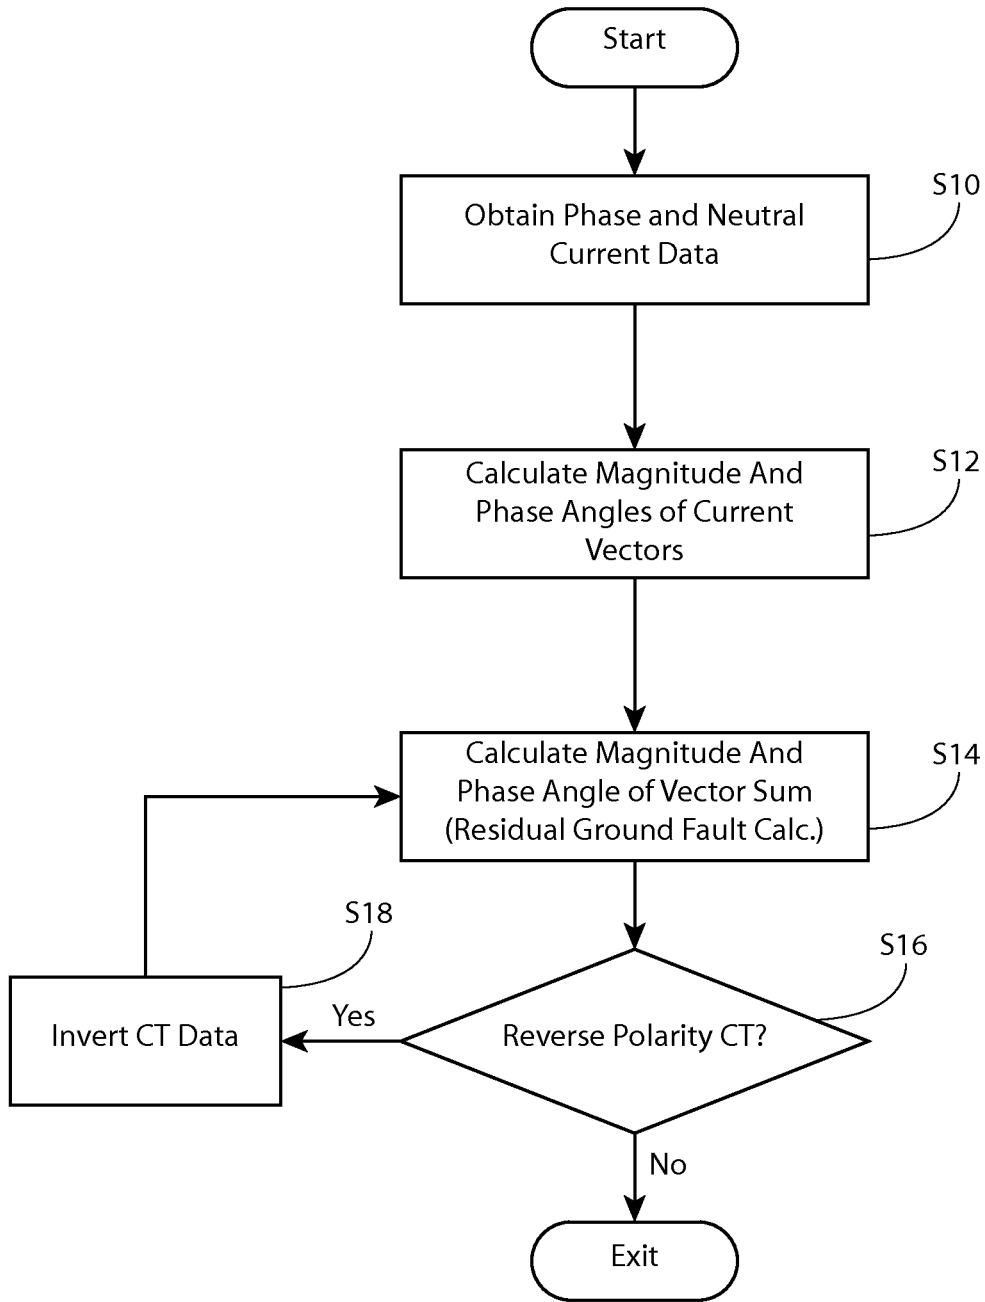 Start
S10
Obtain Phase and Neutral
Current Data
S12
Calculate Magnitude And
Phase Angles of Current
Vectors
S14
Calculate Magnitude And
Phase Angle of Vector Sum
(Residual Ground Fault Calc.)
S18
S16
Invert CT Data
Yes
Reverse Polarity CT?
No
Exit